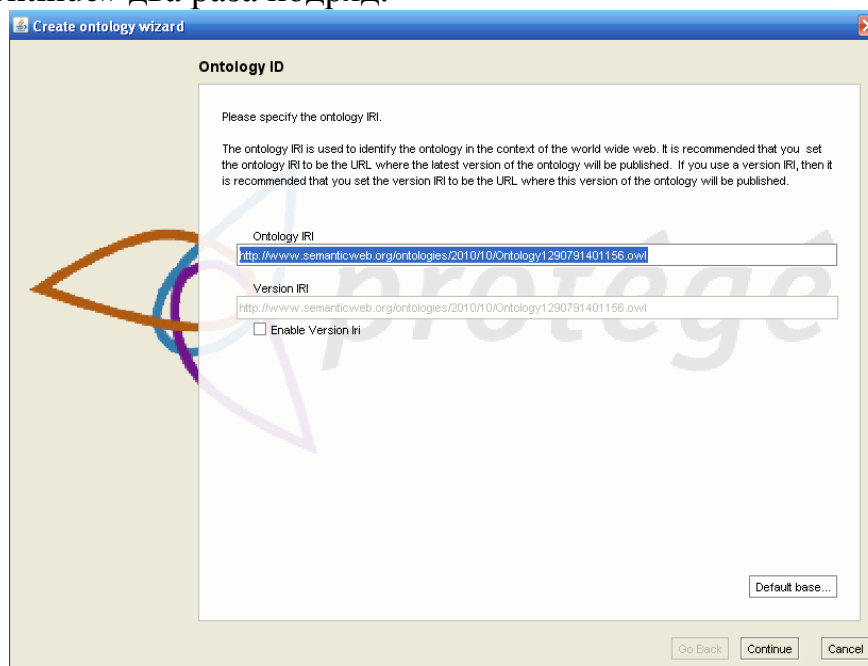 два раза подряд.
Create ontology wizard
Ontology ID
Please specify the ontology IRI.
The ontology IRI is used to identify the ontology in the context of the world wide web. It is recommended that you set
the ontology IRI to be the URL where the latest version of the ontology will be published. If you use a version IRI, then it
is recommended that you set the version IRI to be the URL where this version of the ontology will be published.
Ontology IRI
http://www.semanticweb.org/ontologies/2010/10/Ontology1290791401156.owl
Version IRI
http://www.semanticweb.org/ontologies/2010/10/Ontology1290791401156.owl
Enable Version Iri
protégé
Default base...
Go Back Continue Cancel